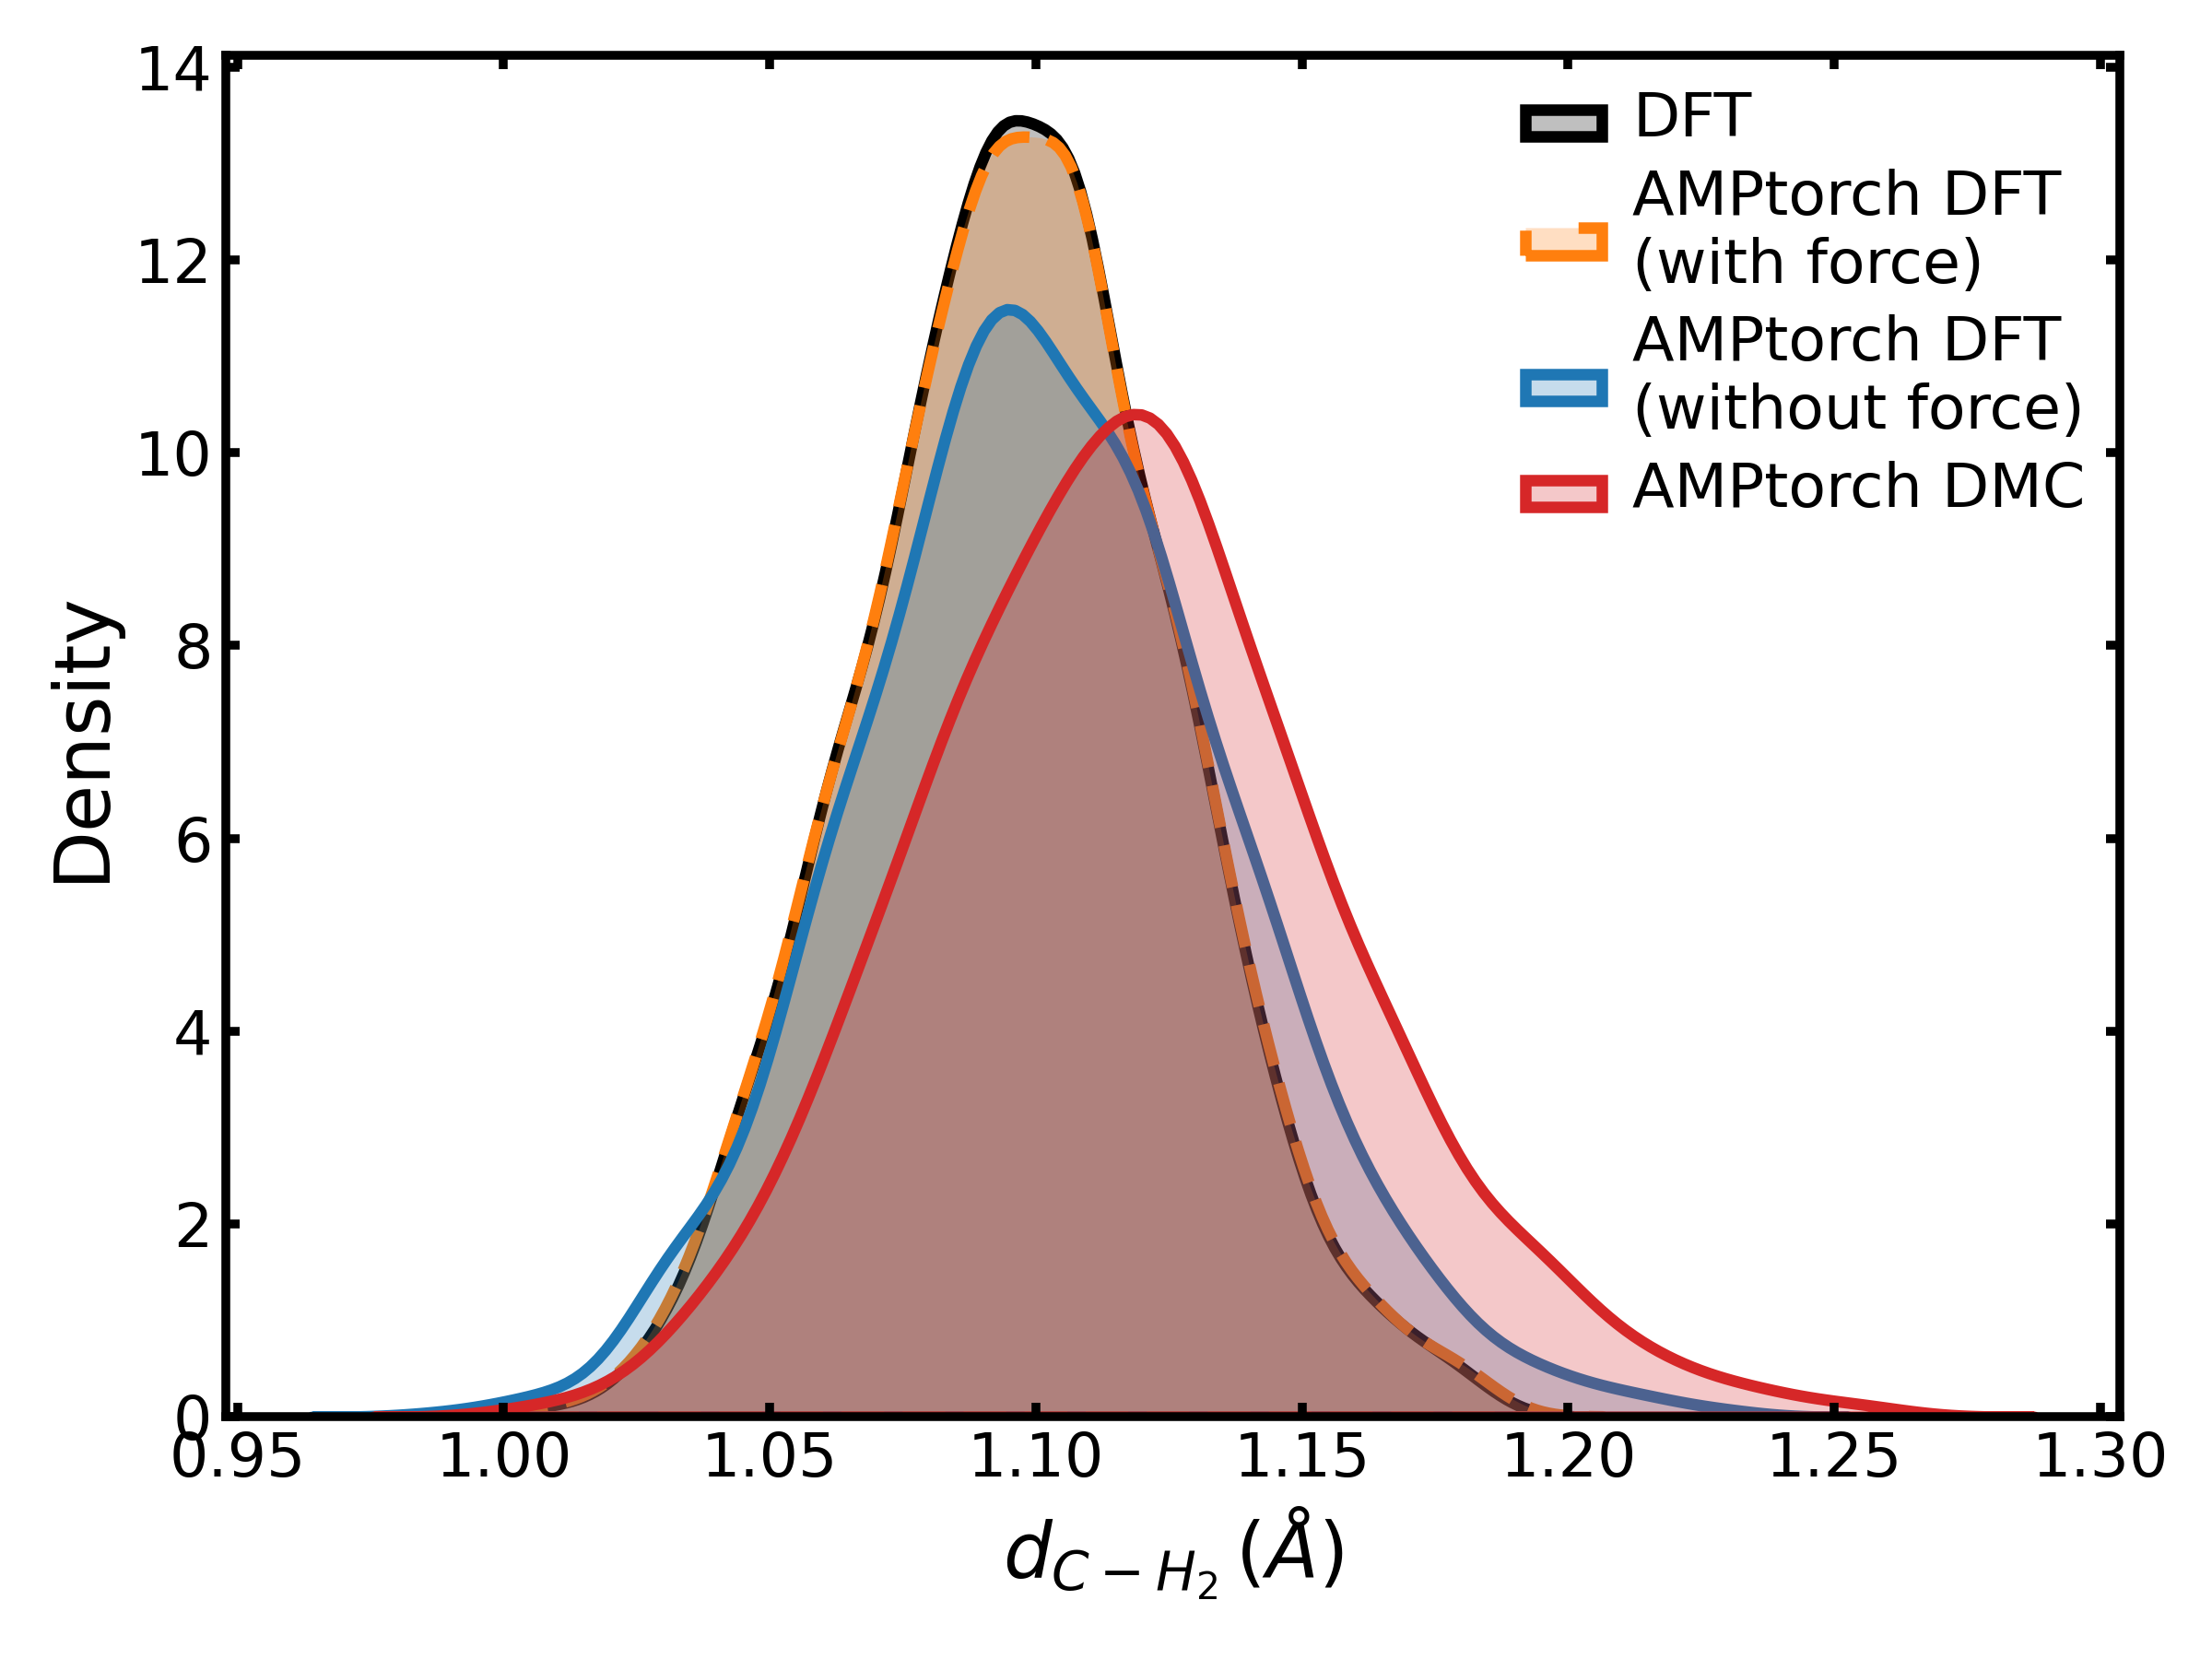 14
12
10
8
6
4
2
0
Density
DFT
AMPtorch DFT
(with force)
AMPtorch DFT
(without force)
AMPtorch DMC
0.95 1.00 1.05 1.10 1.15 1.20 1.25 1.30
d_{C-H_2} (Å)